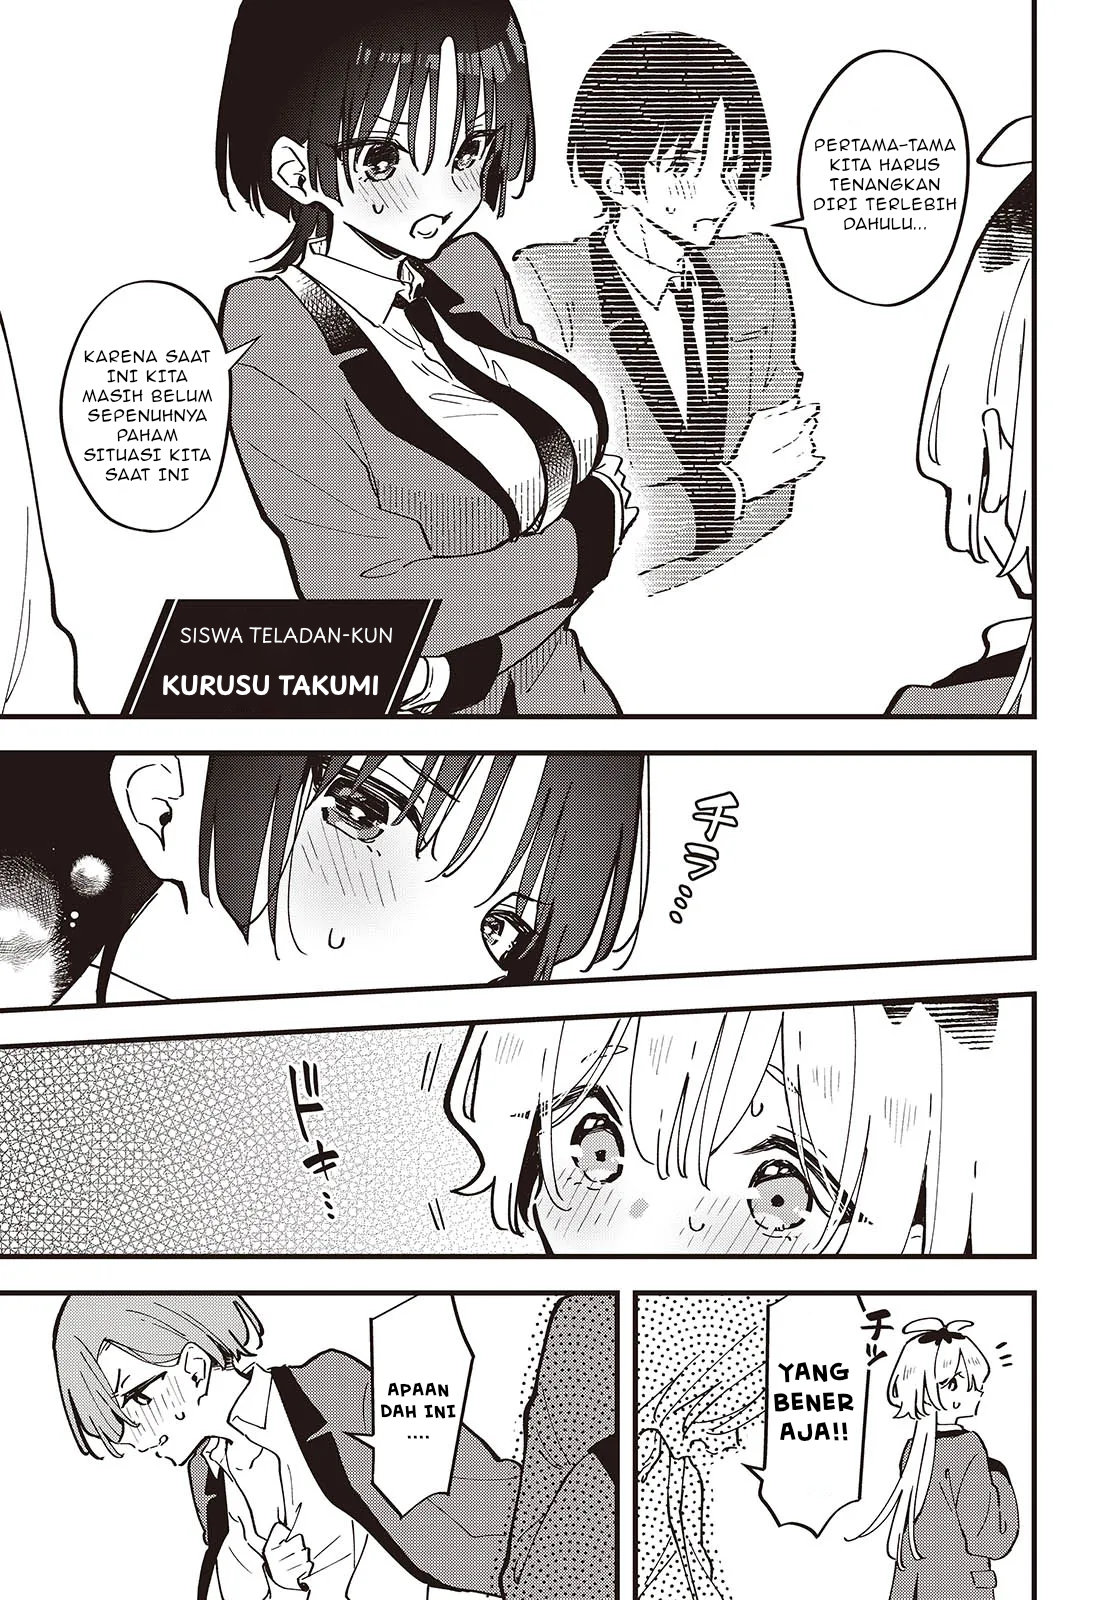 PERTAMA-TAMA
KITA HARUS
TENANGKAN
DIRI TERLEBIH
DAHULU...
KARENA SAAT
INI KITA
MASIH BELUM
SEPENUHNYA
PAHAM
SITUASI KITA
SAAT INI
SISWA TELADAN-KUN
KURUSU TAKUMI
チラ...
ドキ...
チッ
YANG
BENER
AJA!!
APAAN
DAH INI
....